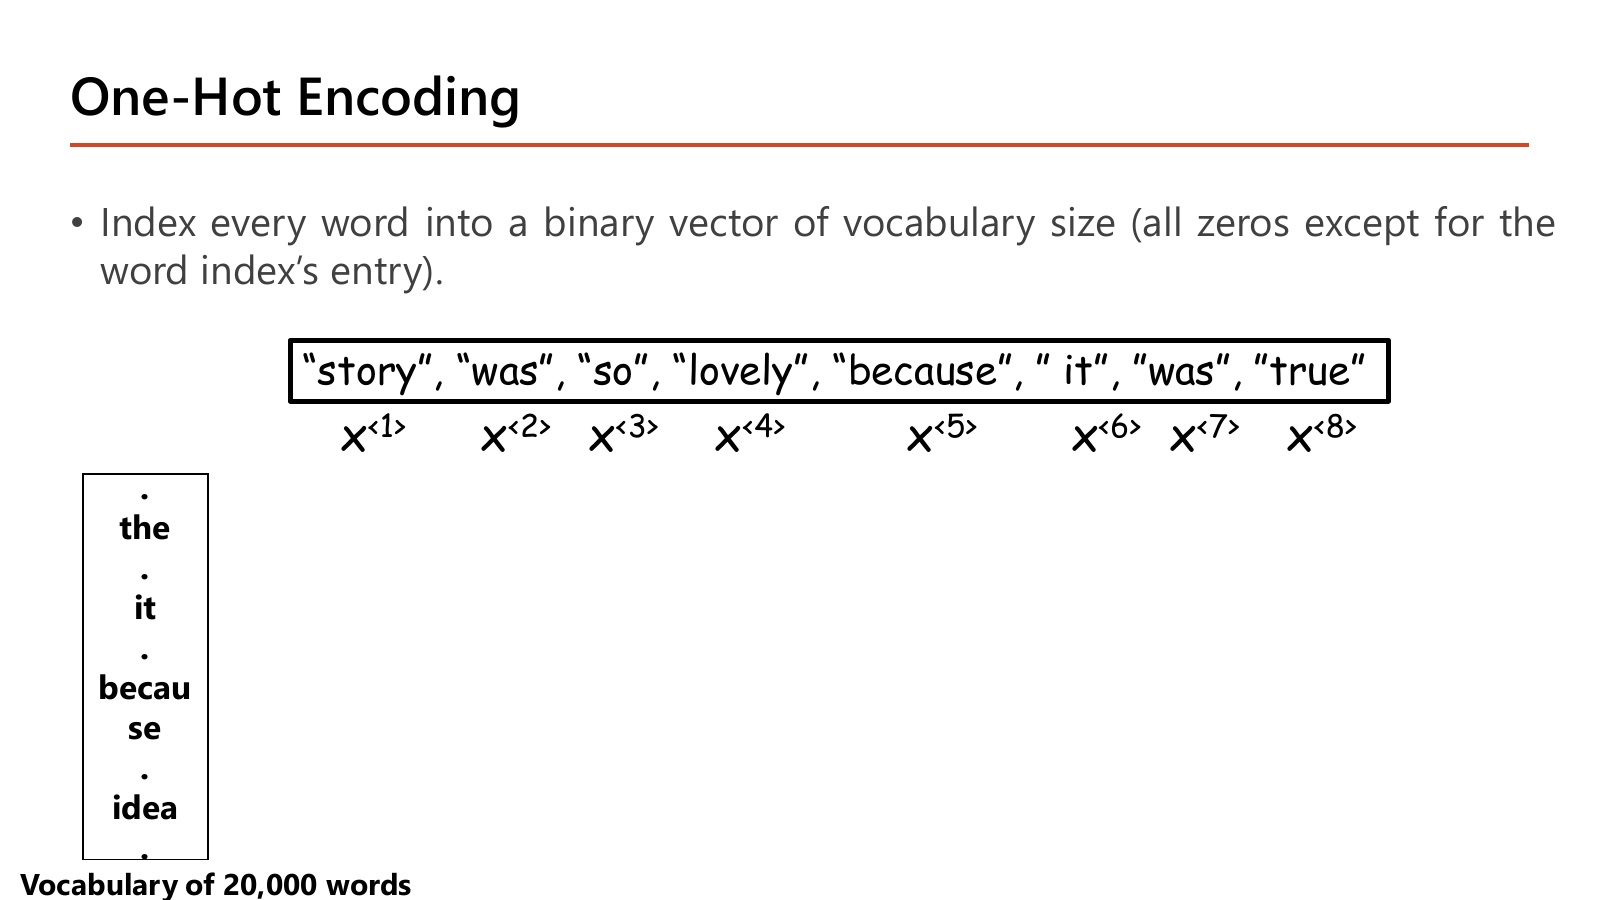 One-Hot Encoding
• Index every word into a binary vector of vocabulary size (all zeros except for the
word index’s entry).
“story”, “was”, “so”, “lovely”, “because”, ” it”, ”was”, ”true”
x<1> x<2> x<3> x<4> x<5> x<6> x<7> x<8>
.
the
.
it
.
becau
se
.
idea
.
Vocabulary of 20,000 words